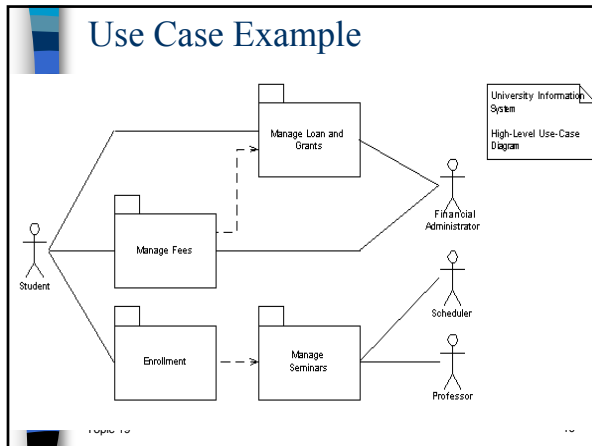 Use Case Example
University Information
System
High-Level Use-Case
Diagram
Manage Loan and
Grants
Financial
Administrator
Manage Fees
Student
Scheduler
Enrollment
Manage
Seminars
Professor